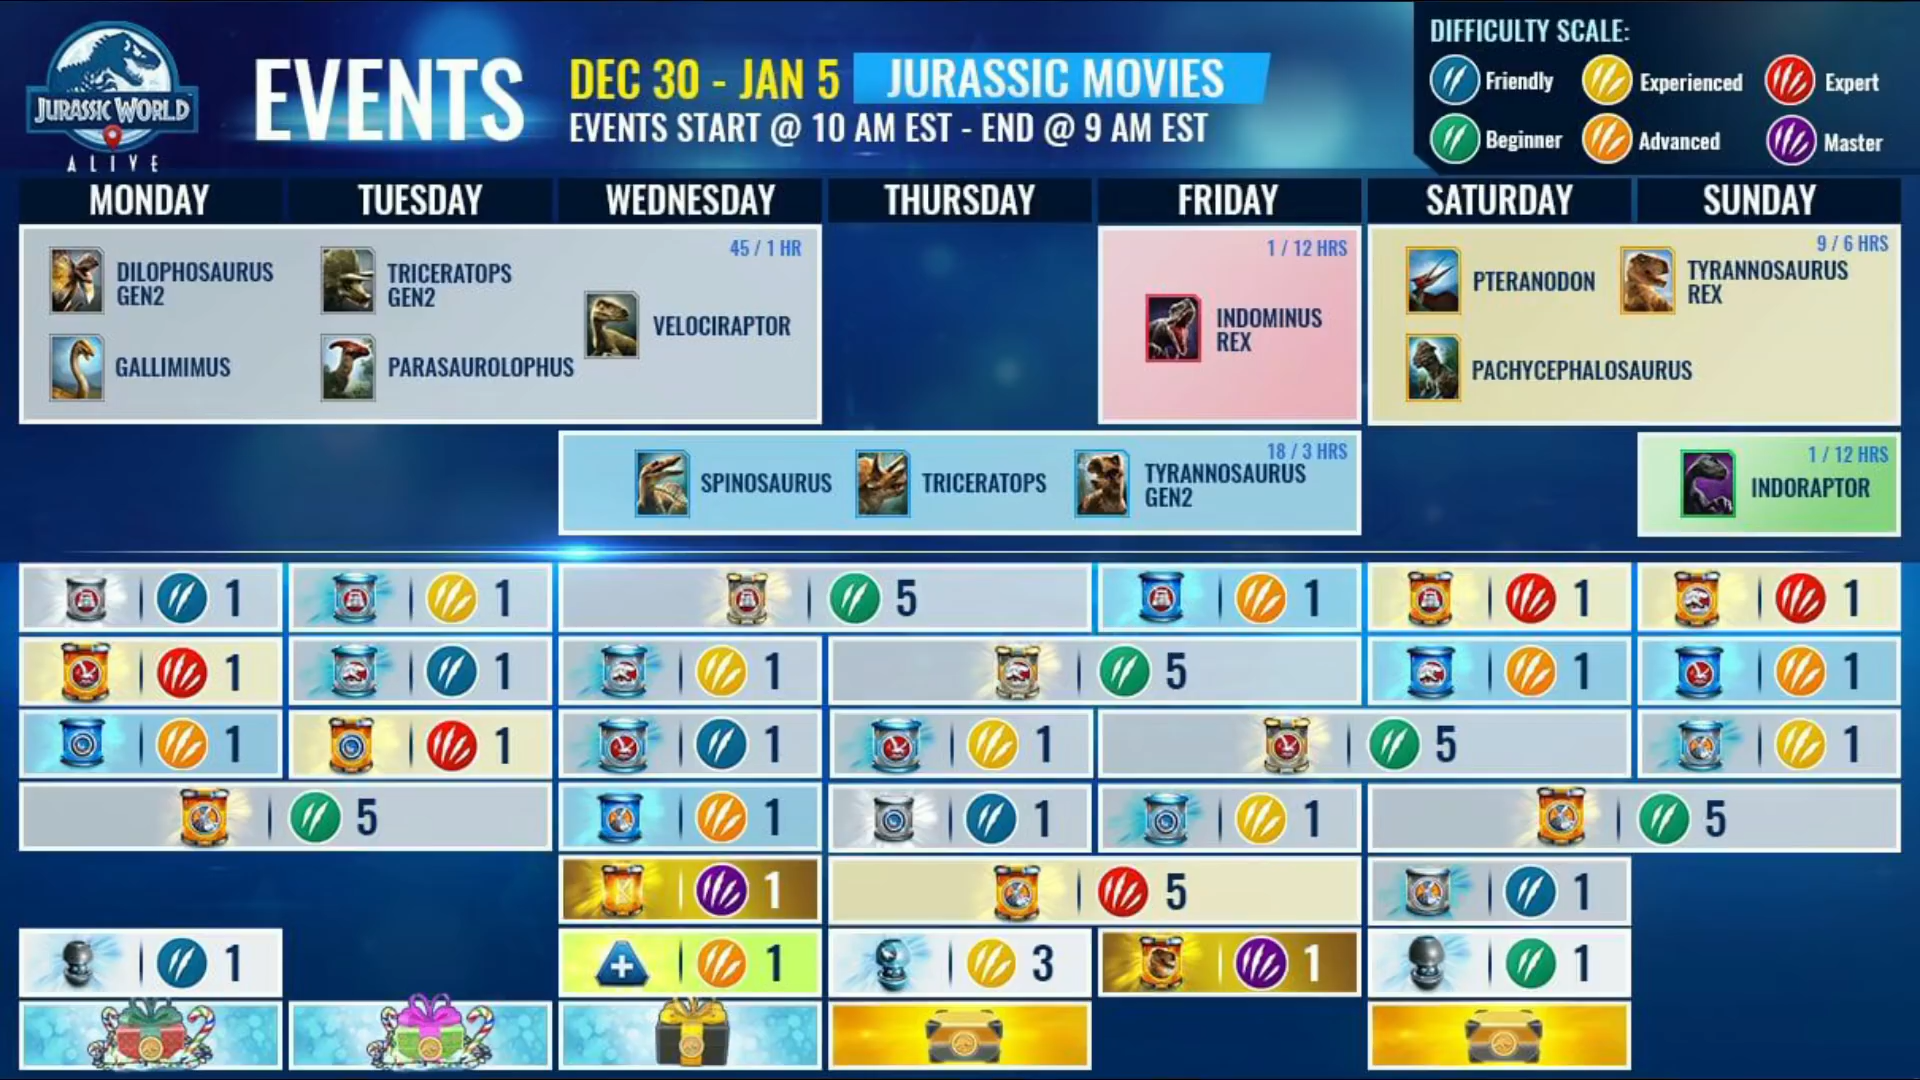 JURASSIC WORLD
ALIVE
EVENTS
DEC 30 - JAN 5 JURASSIC MOVIES
EVENTS START @ 10 AM EST - END @ 9 AM EST
DIFFICULTY SCALE:
Friendly Experienced Expert
Beginner Advanced Master
MONDAY TUESDAY WEDNESDAY THURSDAY FRIDAY SATURDAY SUNDAY
45 / 1 HR
DILOPHOSAURUS
GEN2
TRICERATOPS
GEN2
VELOCIRAPTOR
GALLIMIMUS
PARASAUROLOPHUS
1 / 12 HRS
INDOMINUS
REX
9 / 6 HRS
PTERANODON
TYRANNOSAURUS
REX
PACHYCEPHALOSAURUS
18 / 3 HRS
SPINOSAURUS
TRICERATOPS
TYRANNOSAURUS
GEN2
1 / 12 HRS
INDORAPTOR
1 1 5 1 1 1
1 1 1 5 1 1
1 1 1 1 5 1
5 1 1 1 5
1 5 1
1 1 3 1 1